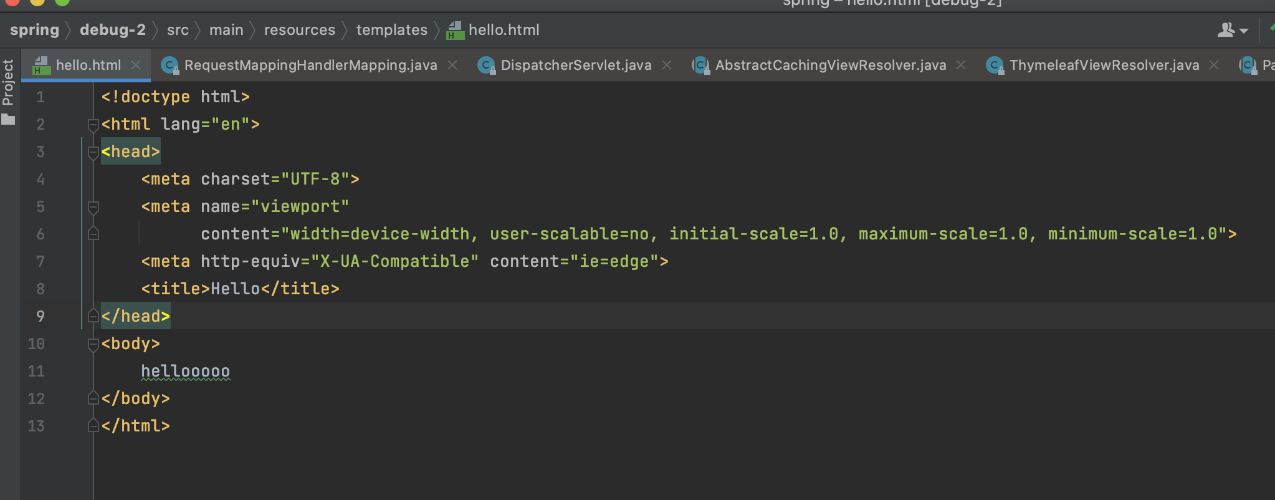 spring – hello.html [debug-2]
spring 〉 debug-2 〉 src 〉 main 〉 resources 〉 templates 〉 hello.html
Project
hello.html × RequestMappingHandlerMapping.java × DispatcherServlet.java × AbstractCachingViewResolver.java × ThymeleafViewResolver.java × Pa
1 <!doctype html>
2 <html lang="en">
3 <head>
4     <meta charset="UTF-8">
5     <meta name="viewport"
6           content="width=device-width, user-scalable=no, initial-scale=1.0, maximum-scale=1.0, minimum-scale=1.0">
7     <meta http-equiv="X-UA-Compatible" content="ie=edge">
8     <title>Hello</title>
9 </head>
10 <body>
11     hellooooo
12 </body>
13 </html>